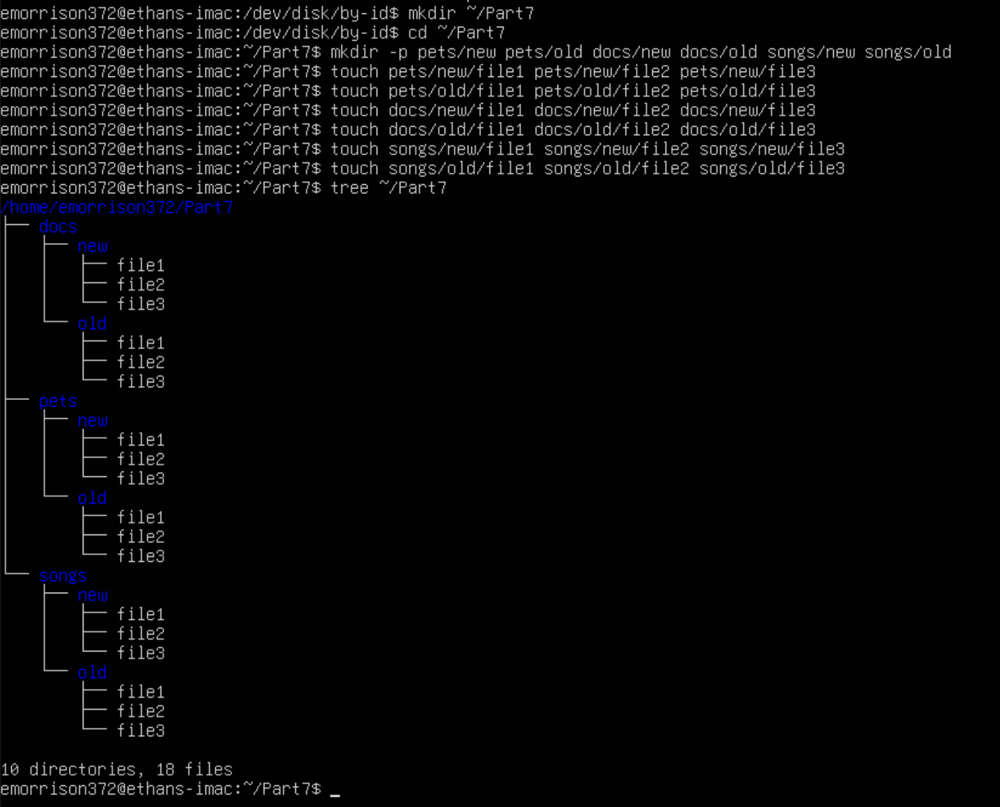 emorrison372@ethans-imac:/dev/disk/by-id$ mkdir ~/Part7
emorrison372@ethans-imac:/dev/disk/by-id$ cd ~/Part7
emorrison372@ethans-imac:~/Part7$ mkdir -p pets/new pets/old docs/new docs/old songs/new songs/old
emorrison372@ethans-imac:~/Part7$ touch pets/new/file1 pets/new/file2 pets/new/file3
emorrison372@ethans-imac:~/Part7$ touch pets/old/file1 pets/old/file2 pets/old/file3
emorrison372@ethans-imac:~/Part7$ touch docs/new/file1 docs/new/file2 docs/new/file3
emorrison372@ethans-imac:~/Part7$ touch docs/old/file1 docs/old/file2 docs/old/file3
emorrison372@ethans-imac:~/Part7$ touch songs/new/file1 songs/new/file2 songs/new/file3
emorrison372@ethans-imac:~/Part7$ touch songs/old/file1 songs/old/file2 songs/old/file3
emorrison372@ethans-imac:~/Part7$ tree ~/Part7
/home/emorrison372/Part7
├── docs
│   ├── new
│   │   ├── file1
│   │   ├── file2
│   │   └── file3
│   └── old
│       ├── file1
│       ├── file2
│       └── file3
├── pets
│   ├── new
│   │   ├── file1
│   │   ├── file2
│   │   └── file3
│   └── old
│       ├── file1
│       ├── file2
│       └── file3
└── songs
    ├── new
    │   ├── file1
    │   ├── file2
    │   └── file3
    └── old
        ├── file1
        ├── file2
        └── file3
10 directories, 18 files
emorrison372@ethans-imac:~/Part7$ _